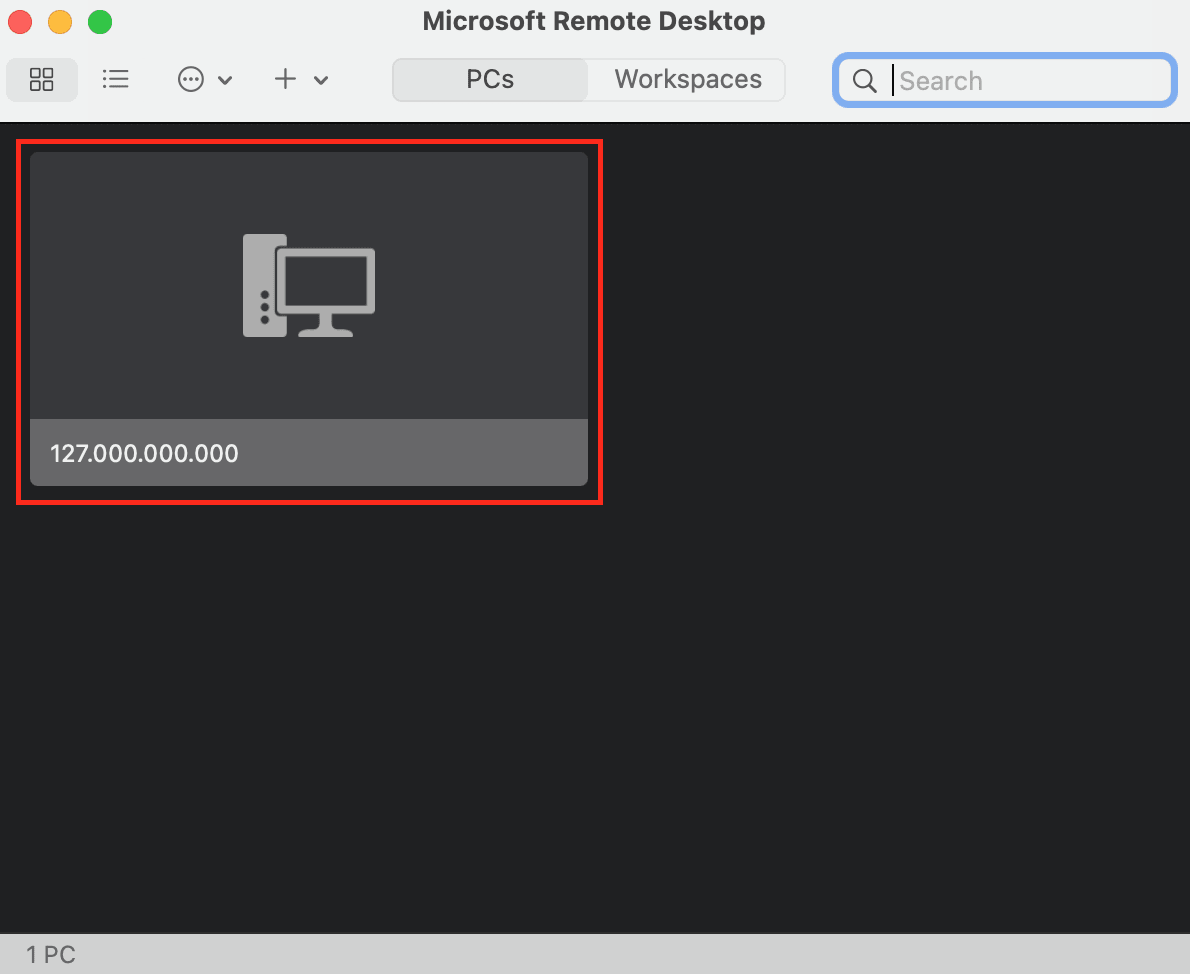 Microsoft Remote Desktop
PCs
Workspaces
Search
127.000.000.000
1 PC